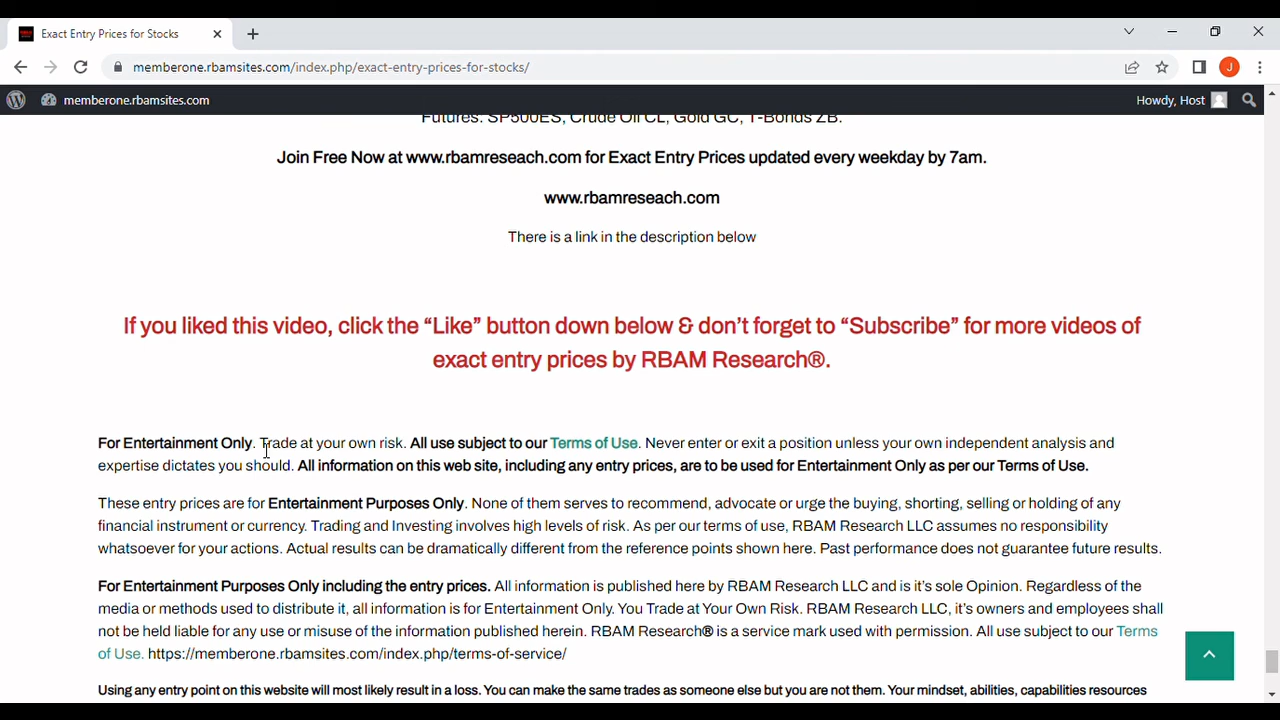 Exact Entry Prices for Stocks
memberone.rbamsites.com/index.php/exact-entry-prices-for-stocks/
J
memberone.rbamsites.com
Howdy, Host
Futures: SP500ES, Crude Oil CL, Gold GC, T-Bonds ZB.
Join Free Now at www.rbamreseach.com for Exact Entry Prices updated every weekday by 7am.
www.rbamreseach.com
There is a link in the description below
If you liked this video, click the “Like” button down below & don’t forget to “Subscribe” for more videos of
exact entry prices by RBAM Research®.
For Entertainment Only. Trade at your own risk. All use subject to our Terms of Use. Never enter or exit a position unless your own independent analysis and
expertise dictates you should. All information on this web site, including any entry prices, are to be used for Entertainment Only as per our Terms of Use.
These entry prices are for Entertainment Purposes Only. None of them serves to recommend, advocate or urge the buying, shorting, selling or holding of any
financial instrument or currency. Trading and Investing involves high levels of risk. As per our terms of use, RBAM Research LLC assumes no responsibility
whatsoever for your actions. Actual results can be dramatically different from the reference points shown here. Past performance does not guarantee future results.
For Entertainment Purposes Only including the entry prices. All information is published here by RBAM Research LLC and is it’s sole Opinion. Regardless of the
media or methods used to distribute it, all information is for Entertainment Only. You Trade at Your Own Risk. RBAM Research LLC, it’s owners and employees shall
not be held liable for any use or misuse of the information published herein. RBAM Research® is a service mark used with permission. All use subject to our Terms
of Use. https://memberone.rbamsites.com/index.php/terms-of-service/
Using any entry point on this website will most likely result in a loss. You can make the same trades as someone else but you are not them. Your mindset, abilities, capabilities resources